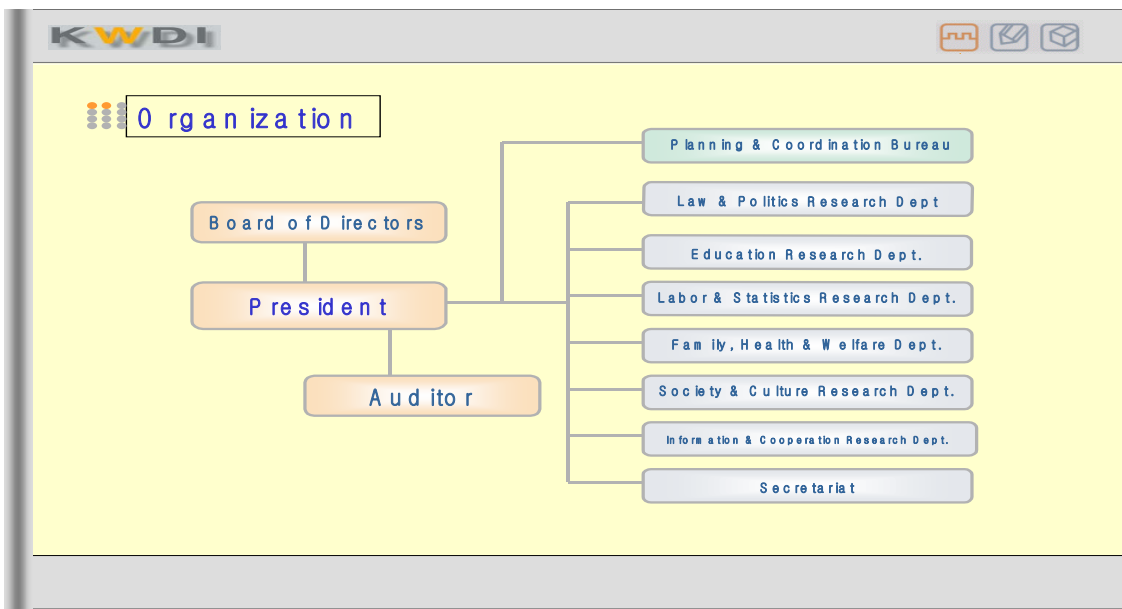 KWDI
Organization
Planning & Coordination Bureau
Law & Politics Research Dept
Board of Directors
Education Research Dept.
President
Labor & Statistics Research Dept.
Family, Health & Welfare Dept.
Auditor
Society & Culture Research Dept.
Information & Cooperation Research Dept.
Secretariat